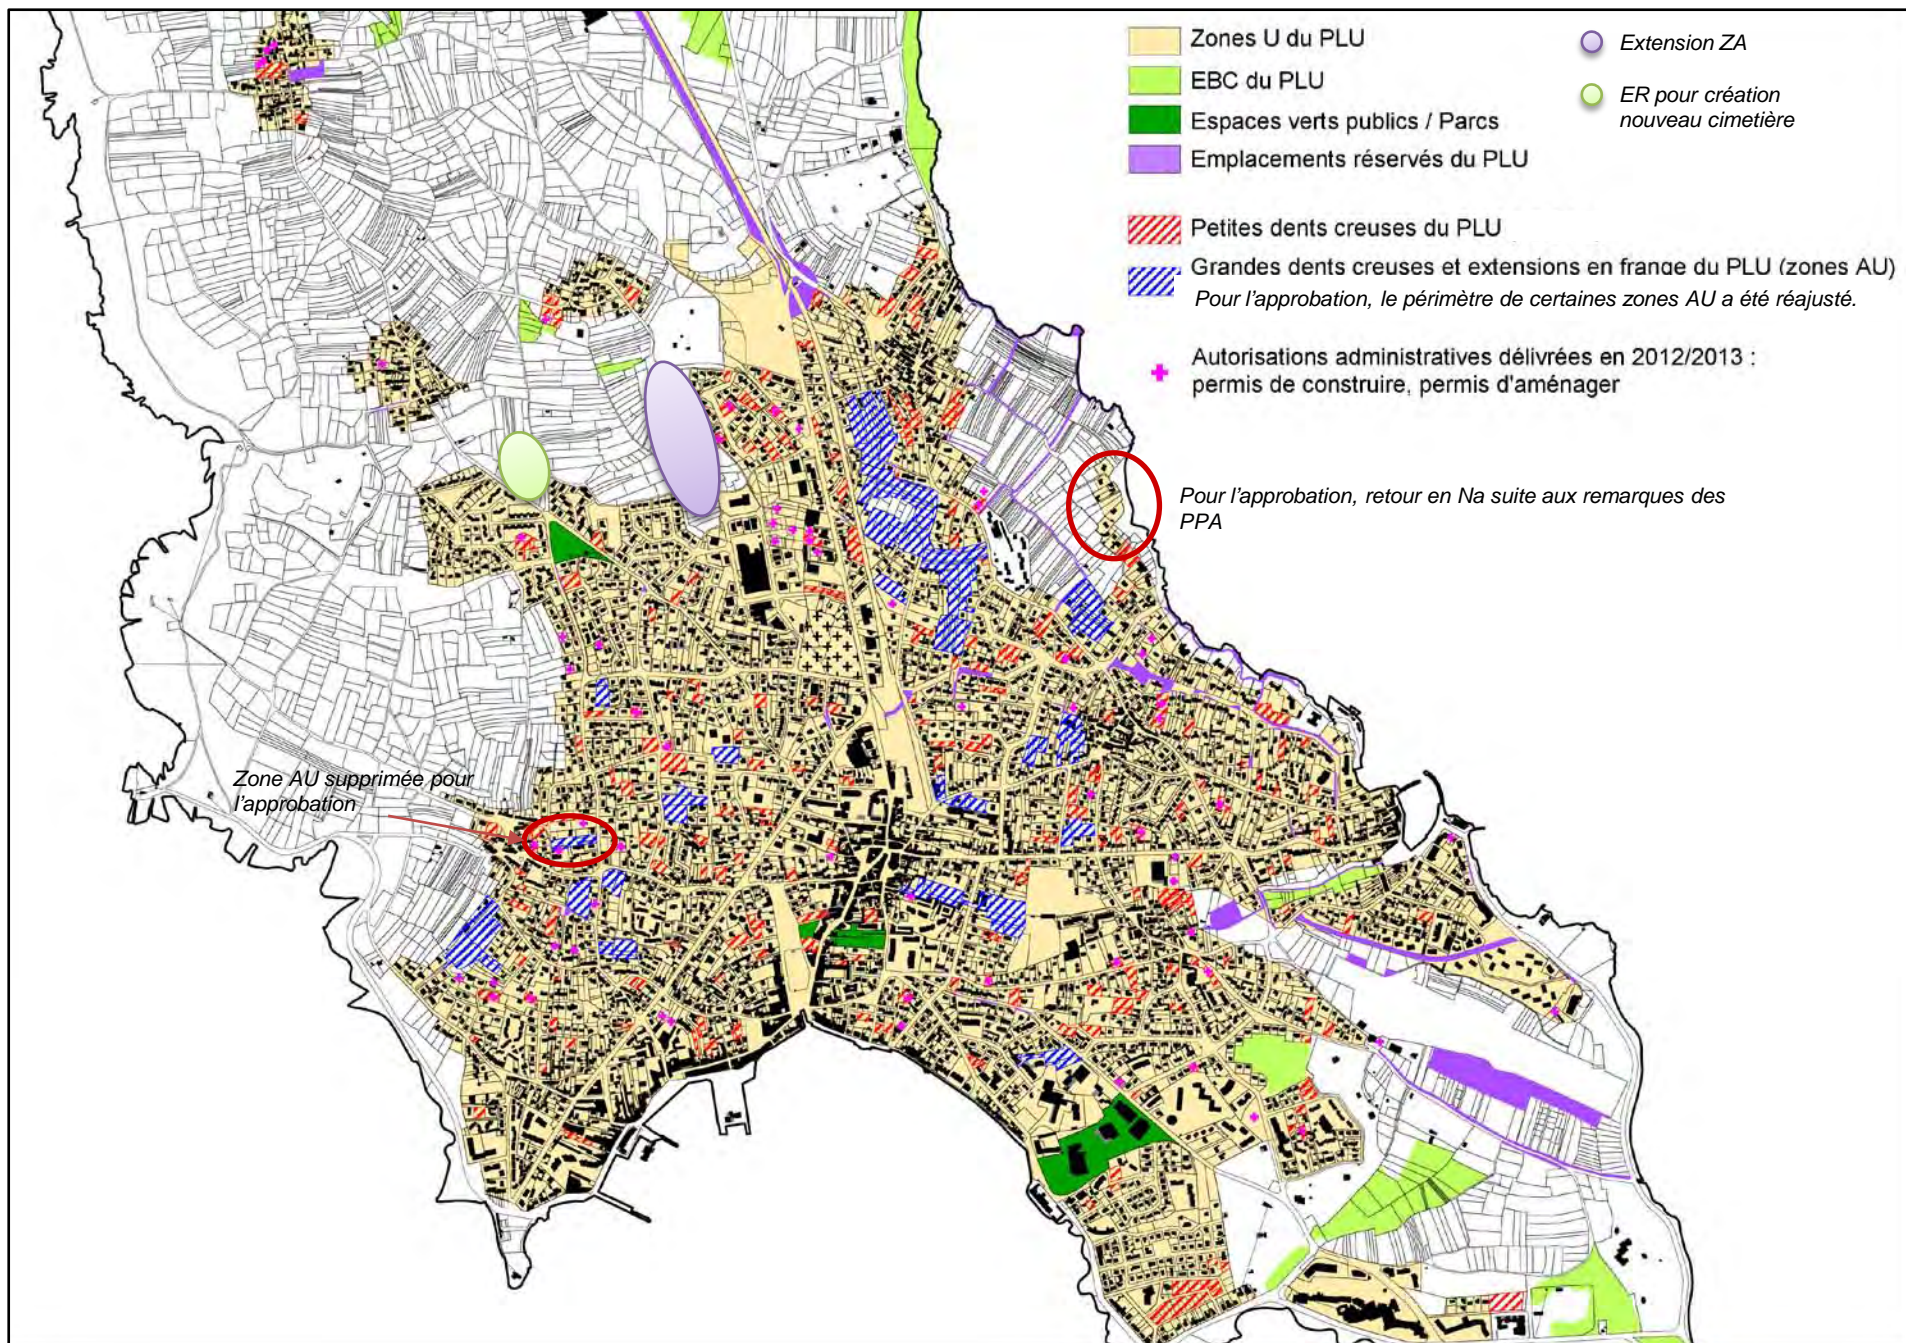 Zones U du PLU
EBC du PLU
Espaces verts publics / Parcs
Emplacements réservés du PLU
Petites dents creuses du PLU
Grandes dents creuses et extensions en frange du PLU (zones AU)
Pour l'approbation, le périmètre de certaines zones AU a été réajusté.
Autorisations administratives délivrées en 2012/2013 :
permis de construire, permis d'aménager
Extension ZA
ER pour création
nouveau cimetière
Pour l'approbation, retour en Na suite aux remarques des
PPA
Zone AU supprimée pour
l'approbation